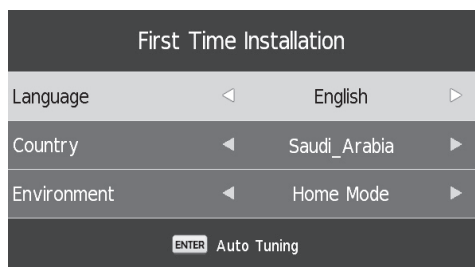 First Time Installation
Language English
Country Saudi_Arabia
Environment Home Mode
ENTER Auto Tuning